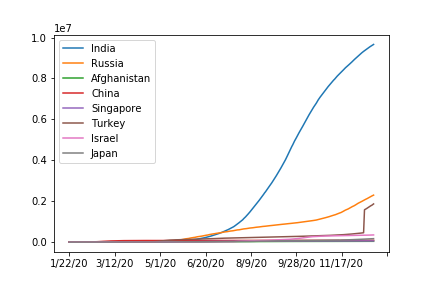 1e7
1.0
0.8
0.6
0.4
0.2
0.0
India
Russia
Afghanistan
China
Singapore
Turkey
Israel
Japan
1/22/20 3/12/20 5/1/20 6/20/20 8/9/20 9/28/20 11/17/20